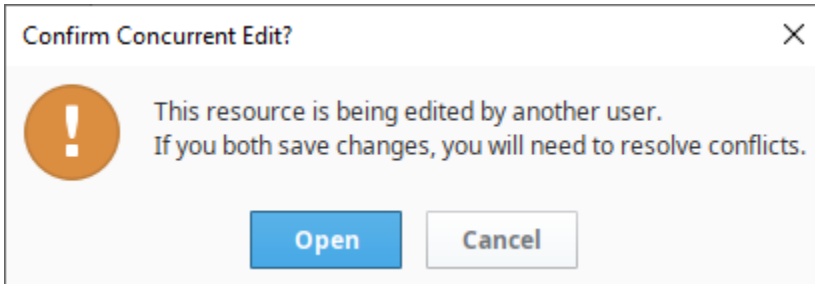 Confirm Concurrent Edit?
This resource is being edited by another user.
If you both save changes, you will need to resolve conflicts.
Open
Cancel